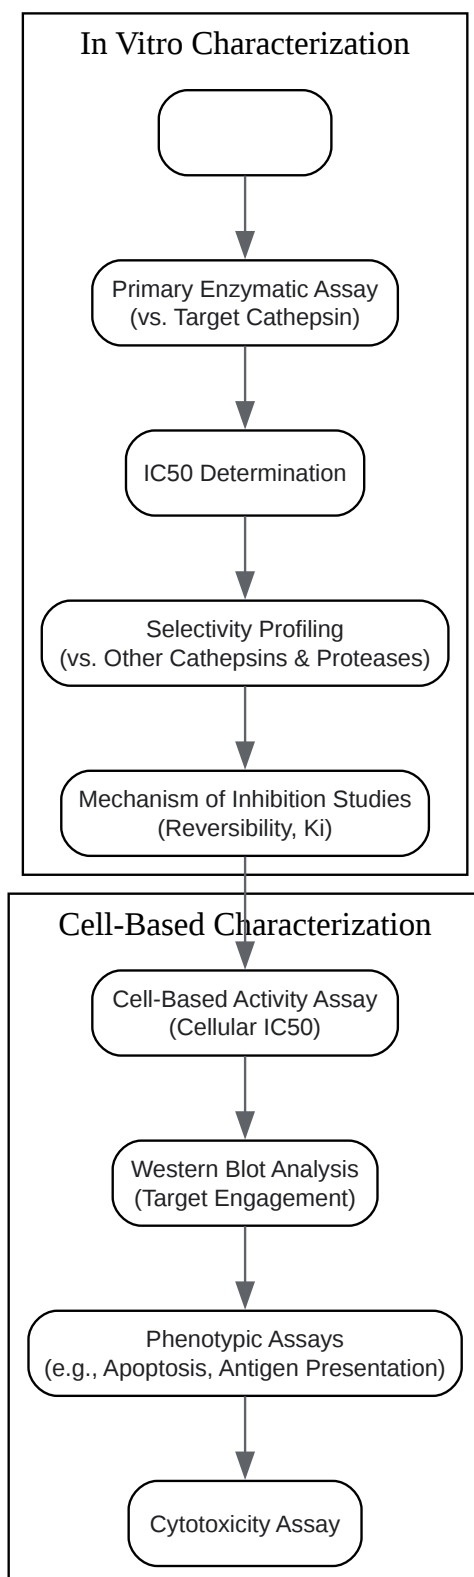 In Vitro Characterization
Primary Enzymatic Assay
(vs. Target Cathepsin)
IC50 Determination
Selectivity Profiling
(vs. Other Cathepsins & Proteases)
Mechanism of Inhibition Studies
(Reversibility, Ki)
Cell-Based Characterization
Cell-Based Activity Assay
(Cellular IC50)
Western Blot Analysis
(Target Engagement)
Phenotypic Assays
(e.g., Apoptosis, Antigen Presentation)
Cytotoxicity Assay